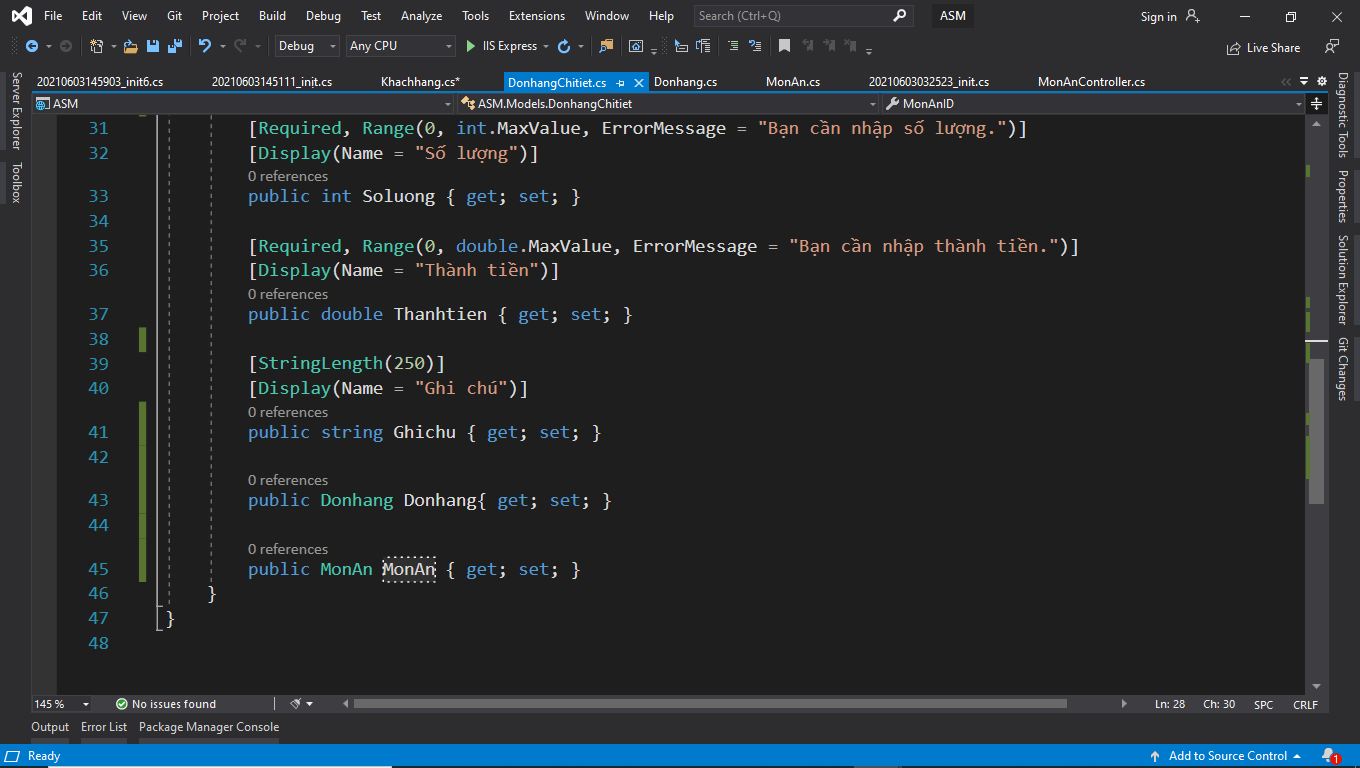 File Edit View Git Project Build Debug Test Analyze Tools Extensions Window Help Search (Ctrl+Q) ASM Sign in
Debug Any CPU IIS Express Live Share
20210603145903_init6.cs 20210603145111_init.cs Khachhang.cs* DonhangChitiet.cs Donhang.cs MonAn.cs 20210603032523_init.cs MonAnController.cs
ASM ASM.Models.DonhangChitiet MonAnID
Server Explorer
Toolbox
31 [Required, Range(0, int.MaxValue, ErrorMessage = "Bạn cần nhập số lượng.")]
32 [Display(Name = "Số lượng")]
0 references
33 public int Soluong { get; set; }
34
35 [Required, Range(0, double.MaxValue, ErrorMessage = "Bạn cần nhập thành tiền.")]
36 [Display(Name = "Thành tiền")]
0 references
37 public double Thanhtien { get; set; }
38
39 [StringLength(250)]
40 [Display(Name = "Ghi chú")]
0 references
41 public string Ghichu { get; set; }
42
0 references
43 public Donhang Donhang{ get; set; }
44
0 references
45 public MonAn MonAn { get; set; }
46 }
47 }
48
Diagnostic Tools
Properties
Solution Explorer
Git Changes
145 % No issues found Ln: 28 Ch: 30 SPC CRLF
Output Error List Package Manager Console
Ready Add to Source Control 1